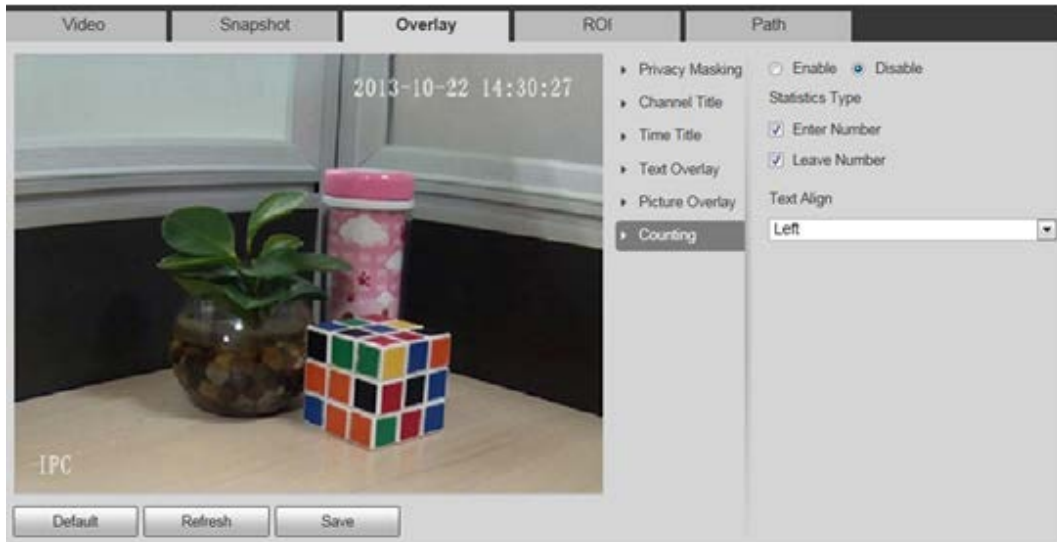 Video
Snapshot
Overlay
ROI
Path
2013-10-22 14:30:27
IPC
Privacy Masking
Channel Title
Time Title
Text Overlay
Picture Overlay
Counting
Enable
Disable
Statistics Type
Enter Number
Leave Number
Text Align
Left
Default
Refresh
Save